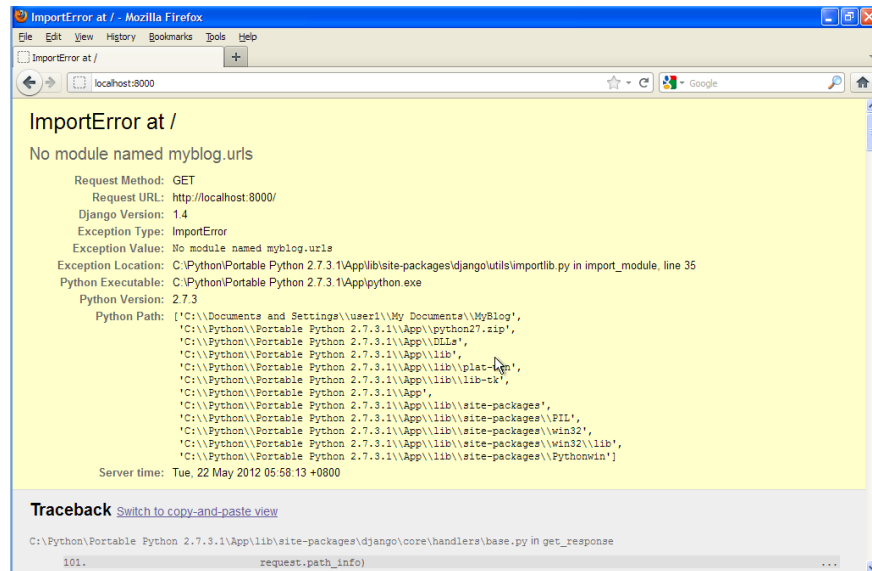 ImportError at / - Mozilla Firefox
File Edit View History Bookmarks Tools Help
ImportError at /
localhost:8000 Google
ImportError at /
No module named myblog.urls
Request Method: GET
Request URL: http://localhost:8000/
Django Version: 1.4
Exception Type: ImportError
Exception Value: No module named myblog.urls
Exception Location: C:\Python\Portable Python 2.7.3.1\App\lib\site-packages\django\utils\importlib.py in import_module, line 35
Python Executable: C:\Python\Portable Python 2.7.3.1\App\python.exe
Python Version: 2.7.3
Python Path: ['C:\\Documents and Settings\\user1\\My Documents\\MyBlog',
'C:\\Python\\Portable Python 2.7.3.1\\App\\python27.zip',
'C:\\Python\\Portable Python 2.7.3.1\\App\\DLLs',
'C:\\Python\\Portable Python 2.7.3.1\\App\\lib',
'C:\\Python\\Portable Python 2.7.3.1\\App\\lib\\plat-win',
'C:\\Python\\Portable Python 2.7.3.1\\App\\lib\\lib-tk',
'C:\\Python\\Portable Python 2.7.3.1\\App',
'C:\\Python\\Portable Python 2.7.3.1\\App\\lib\\site-packages',
'C:\\Python\\Portable Python 2.7.3.1\\App\\lib\\site-packages\\PIL',
'C:\\Python\\Portable Python 2.7.3.1\\App\\lib\\site-packages\\win32',
'C:\\Python\\Portable Python 2.7.3.1\\App\\lib\\site-packages\\win32\\lib',
'C:\\Python\\Portable Python 2.7.3.1\\App\\lib\\site-packages\\Pythonwin']
Server time: Tue, 22 May 2012 05:58:13 +0800
Traceback Switch to copy-and-paste view
C:\Python\Portable Python 2.7.3.1\App\lib\site-packages\django\core\handlers\base.py in get_response
101. request.path_info) ...